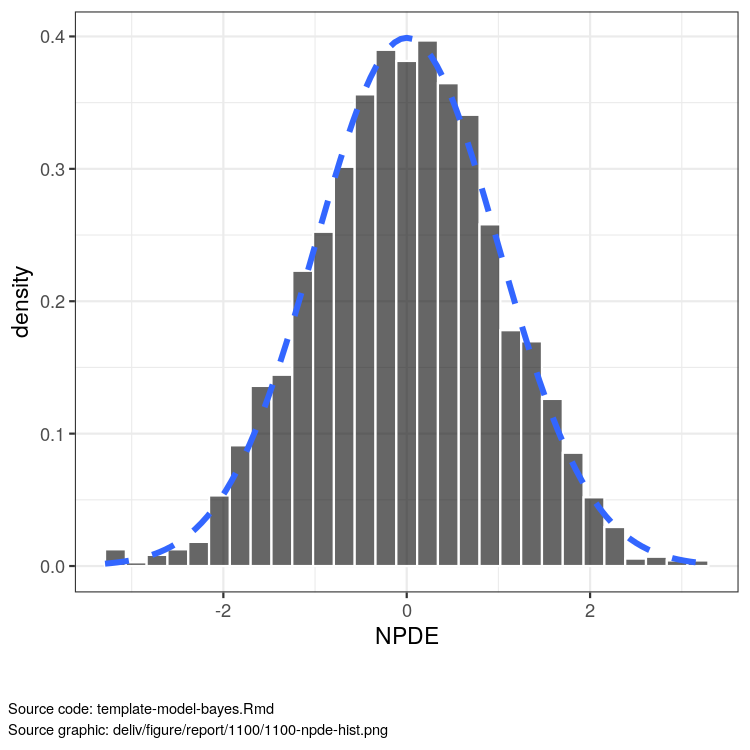 0.4
0.3
density
0.2
0.1
0.0
-2
0
2
NPDE
Source code: template-model-bayes.Rmd
Source graphic: deliv/figure/report/1100/1100-npde-hist.png